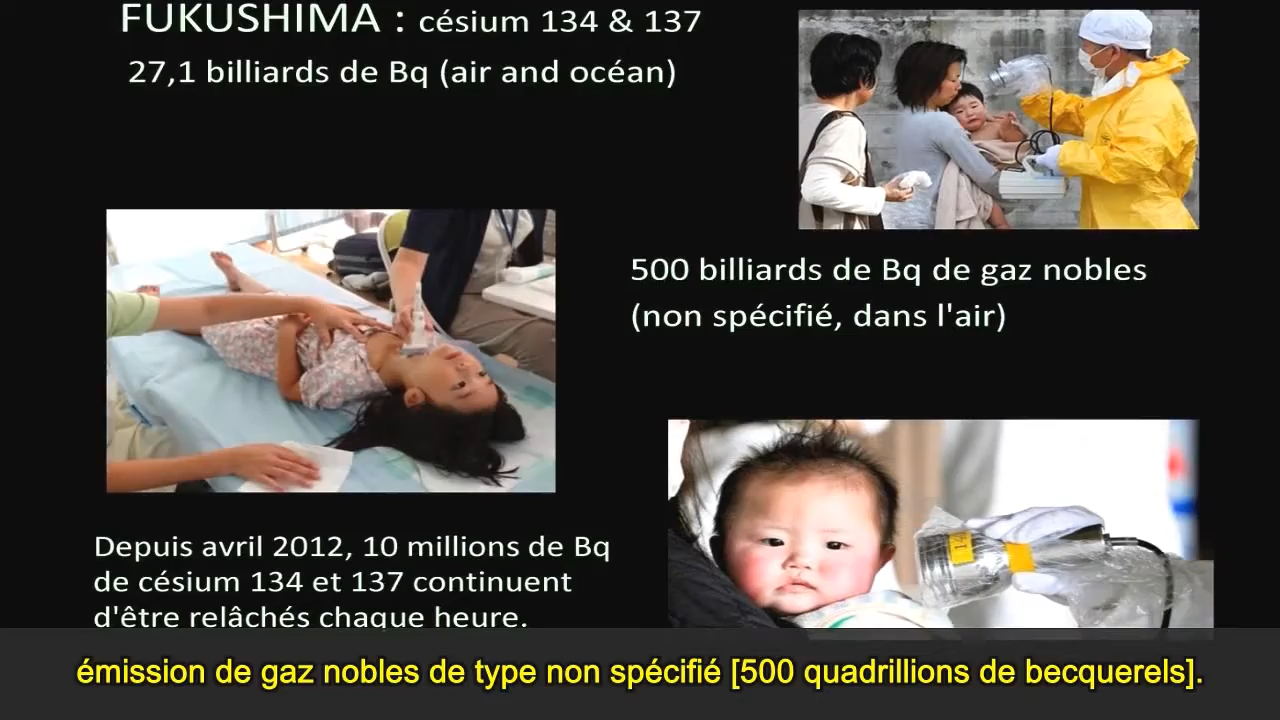 FUKUSHIMA : césium 134 & 137
27,1 billiards de Bq (air and océan)
500 billiards de Bq de gaz nobles
(non spécifié, dans l'air)
Depuis avril 2012, 10 millions de Bq
de césium 134 et 137 continuent
d'être relâchés chaque heure.
émission de gaz nobles de type non spécifié [500 quadrillions de becquerels].